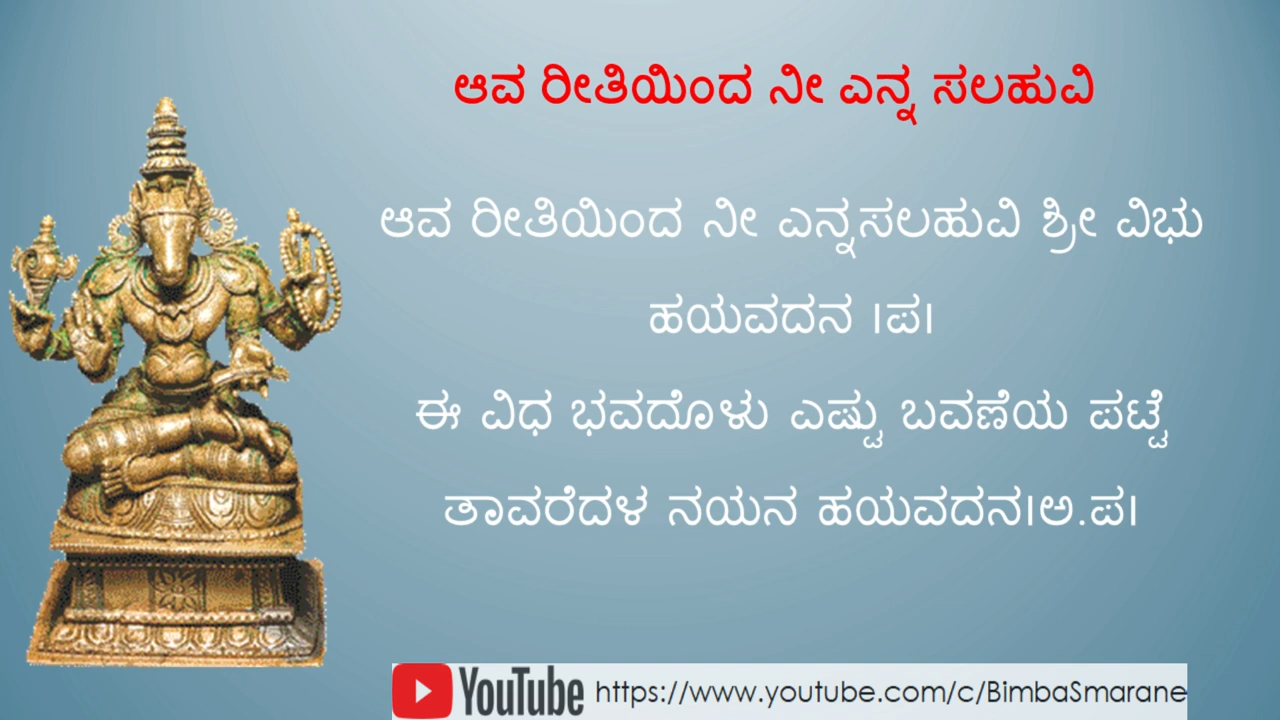 ಆವ ರೀತಿಯಿಂದ ನೀ ಎನ್ನ ಸಲಹುವಿ
ಆವ ರೀತಿಯಿಂದ ನೀ ಎನ್ನಸಲಹುವಿ ಶ್ರೀ ವಿಭು
ಹಯವದನ ।ಪ।
ಈ ವಿಧ ಭವದೊಳು ಎಷ್ಟು ಬವಣೆಯ ಪಟ್ಟೆ
ತಾವರೆದಳ ನಯನ ಹಯವದನ।ಅ.ಪ।
YouTube https://www.youtube.com/c/BimbaSmarane